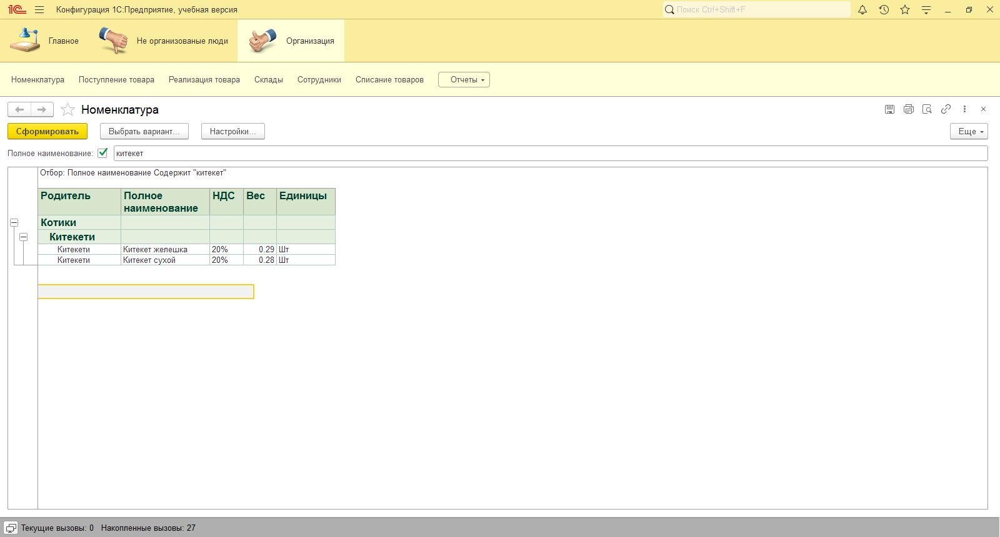 1С Конфигурация 1С:Предприятие, учебная версия Поиск Ctrl+Shift+F
Главное Не организованые люди Организация
Номенклатура Поступление товара Реализация товара Склады Сотрудники Списание товаров Отчеты
Номенклатура
Сформировать Выбрать вариант... Настройки... Еще
Полное наименование: китекет
Отбор: Полное наименование Содержит "китекет"
Родитель Полное НДС Вес Единицы
наименование
Котики
Китекети
Китекети Китекет желешка 20% 0.29 Шт
Китекети Китекет сухой 20% 0.28 Шт
Текущие вызовы: 0 Накопленные вызовы: 27